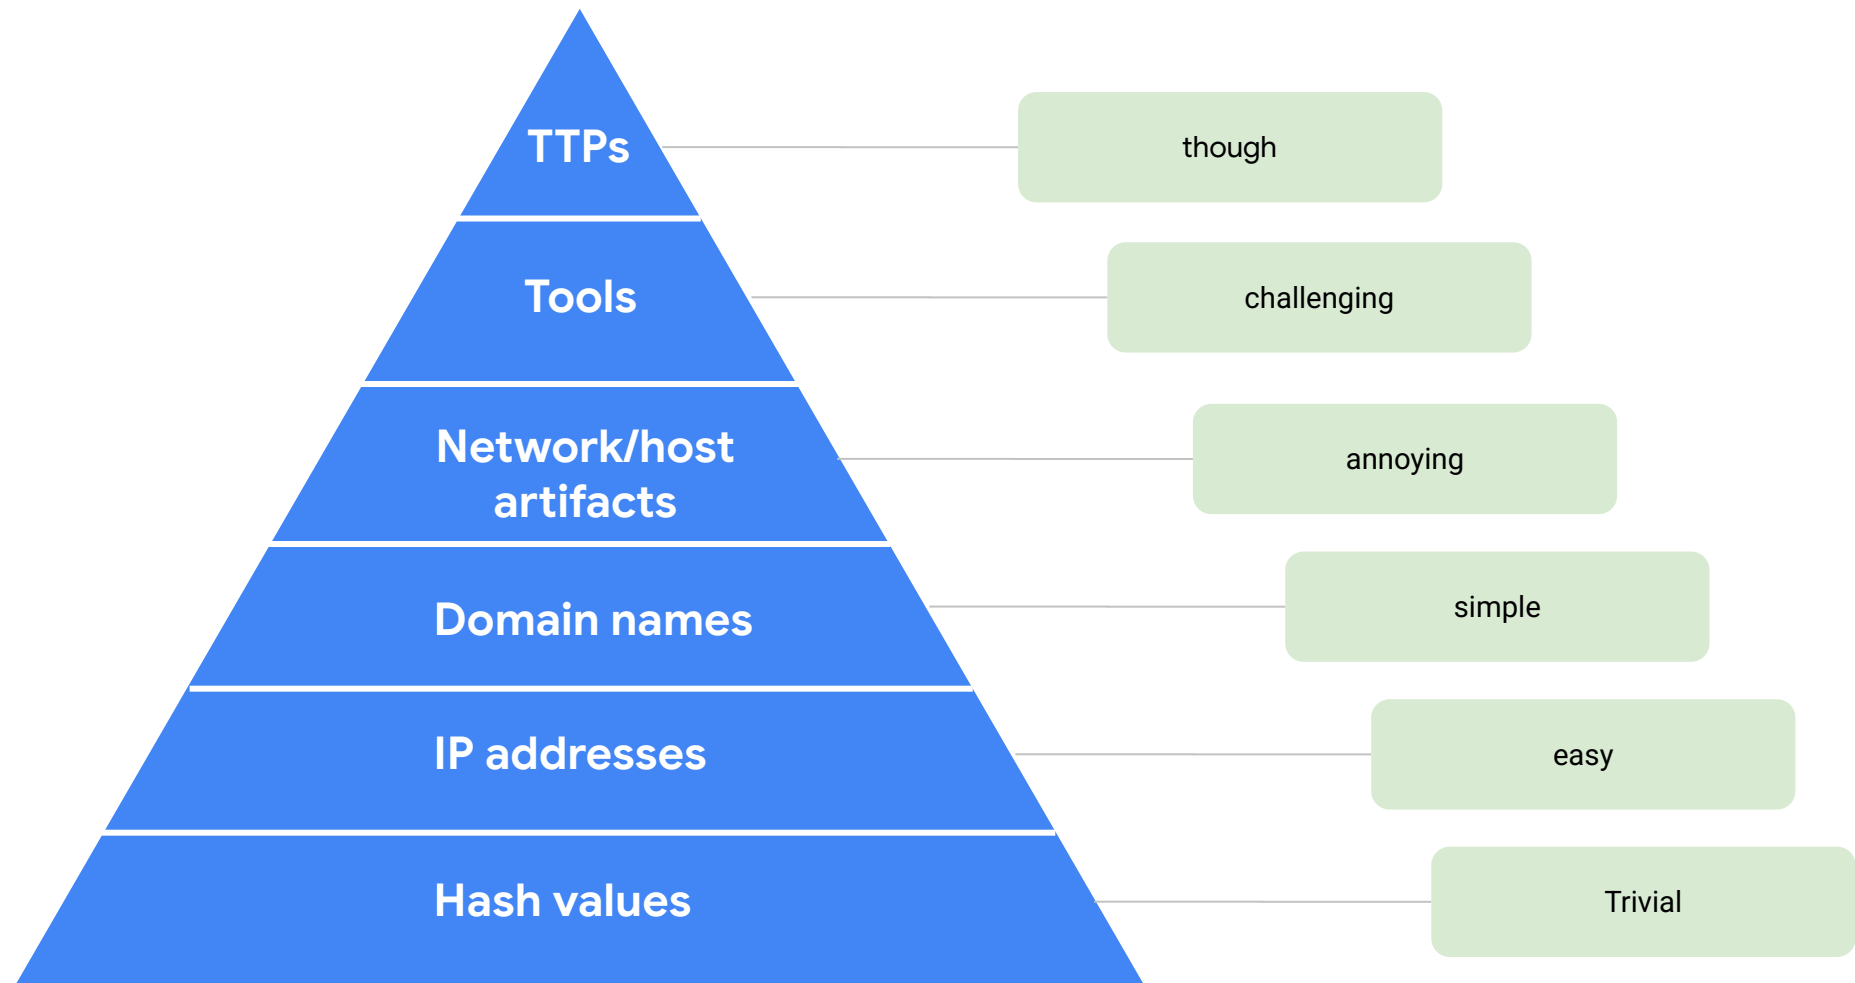 TTPs
though
Tools
challenging
Network/host
artifacts
annoying
Domain names
simple
IP addresses
easy
Hash values
Trivial